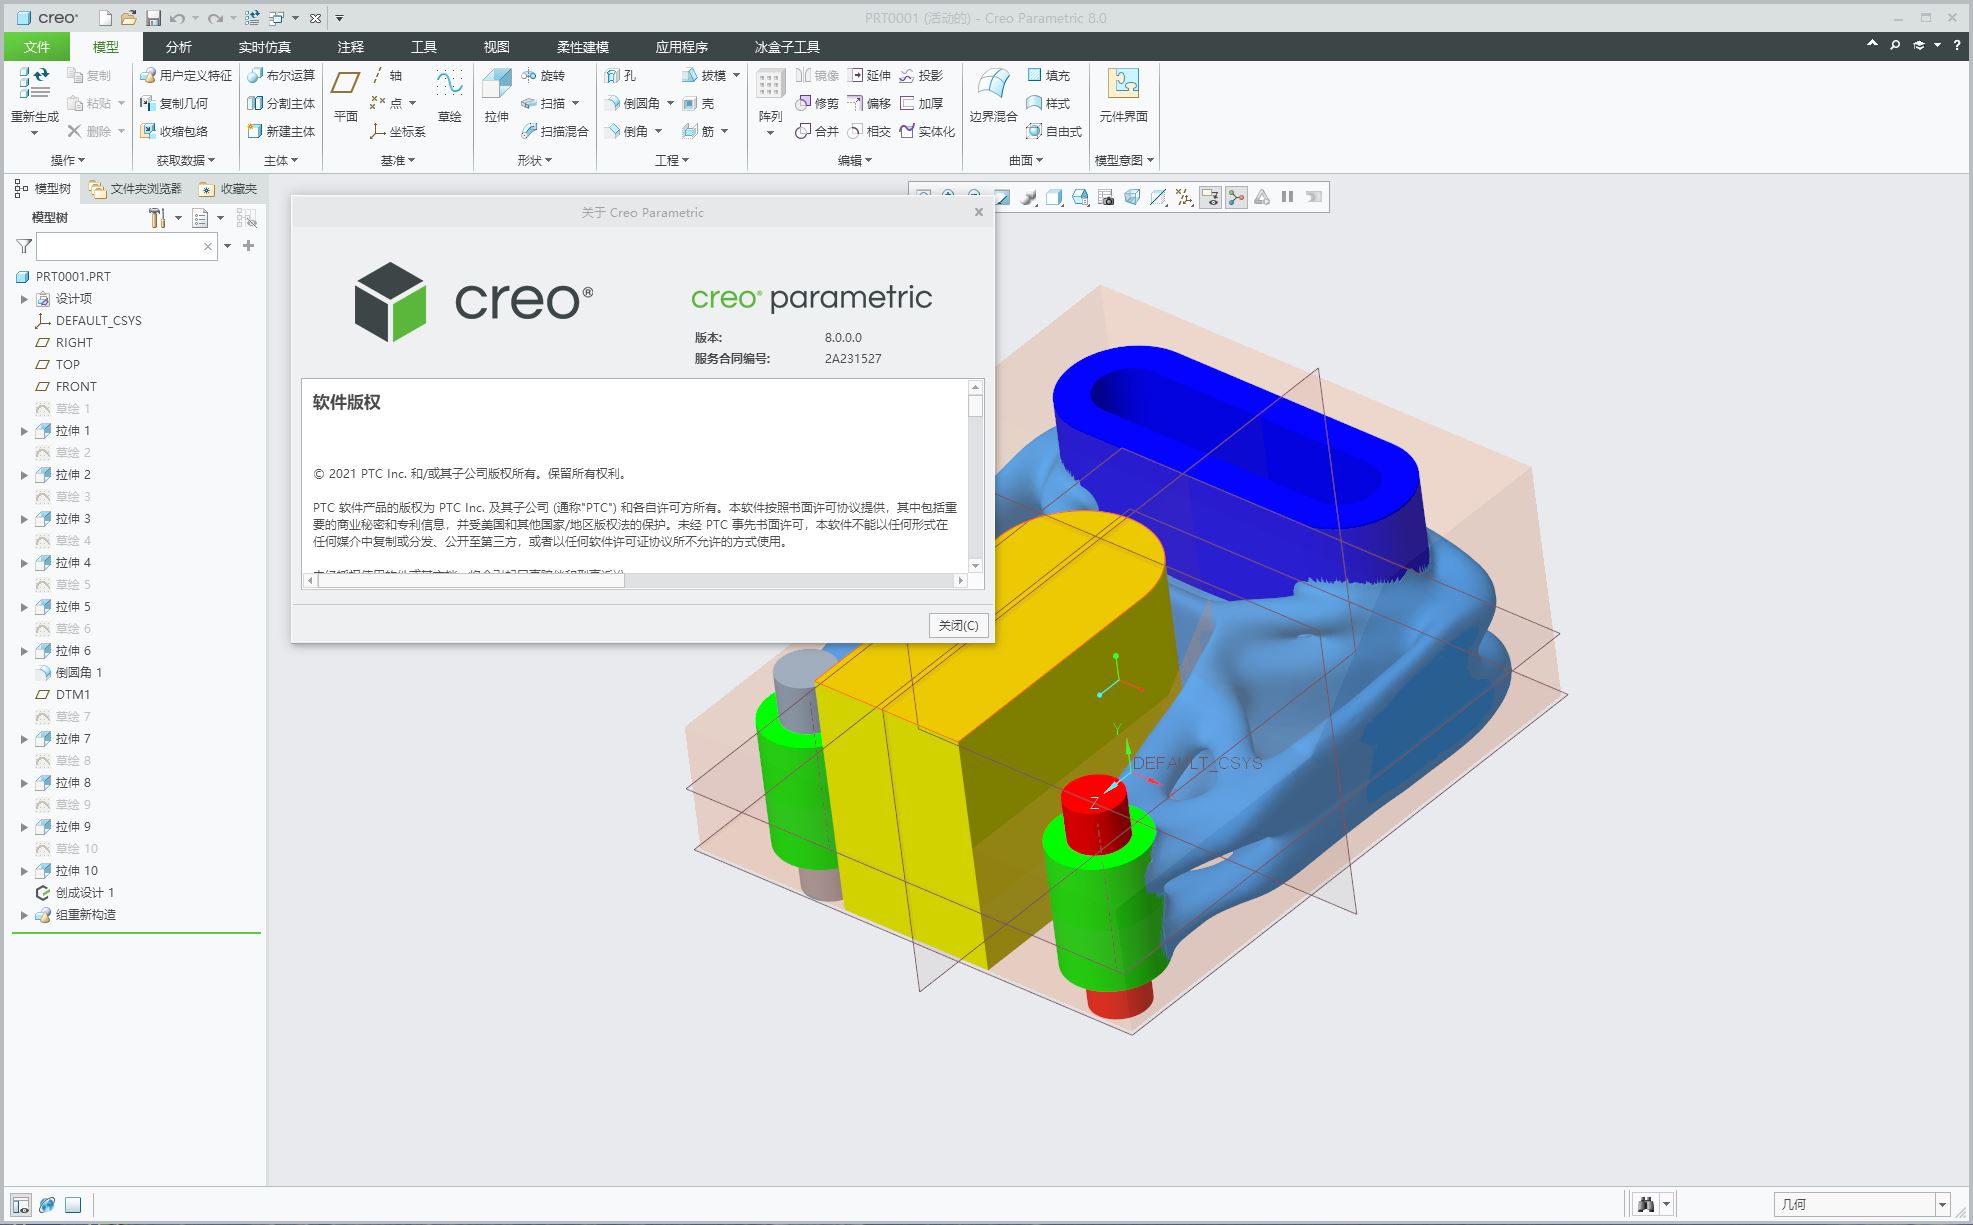 creo
PRT0001 (活动的) - Creo Parametric 8.0
文件 模型 分析 实时仿真 注释 工具 视图 柔性建模 应用程序 冰盒子工具
重新生成
复制
粘贴
删除
操作
用户定义特征
复制几何
收缩包络
获取数据
布尔运算
分割主体
新建主体
主体
平面
轴
点
坐标系
草绘
基准
拉伸
旋转
扫描
扫描混合
形状
孔
倒圆角
倒角
拔模
壳
筋
工程
阵列
镜像
修剪
合并
延伸
偏移
相交
投影
加厚
实体化
编辑
边界混合
填充
样式
自由式
曲面
元件界面
模型意图
模型树 文件夹浏览器 收藏夹
模型树
PRT0001.PRT
设计项
DEFAULT_CSYS
RIGHT
TOP
FRONT
草绘 1
拉伸 1
草绘 2
拉伸 2
草绘 3
拉伸 3
草绘 4
拉伸 4
草绘 5
拉伸 5
草绘 6
拉伸 6
倒圆角 1
DTM1
草绘 7
拉伸 7
草绘 8
拉伸 8
草绘 9
拉伸 9
草绘 10
拉伸 10
创成设计 1
组重新构造
关于 Creo Parametric
creo®
creo® parametric
版本: 8.0.0.0
服务合同编号: 2A231527
软件版权
© 2021 PTC Inc. 和/或其子公司版权所有。保留所有权利。
PTC 软件产品的版权为 PTC Inc. 及其子公司 (通称"PTC") 和各自许可方所有。本软件按照书面许可协议提供，其中包括重
要的商业秘密和专利信息，并受美国和其他国家/地区版权法的保护。未经 PTC 事先书面许可，本软件不能以任何形式在
任何媒介中复制或分发、公开至第三方，或者以任何软件许可证协议所不允许的方式使用。
关闭(C)
Y
DEFAULT_CSYS
Z
几何